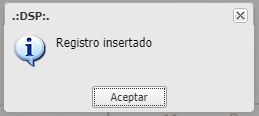 .:DSP:.
Registro insertado
Aceptar